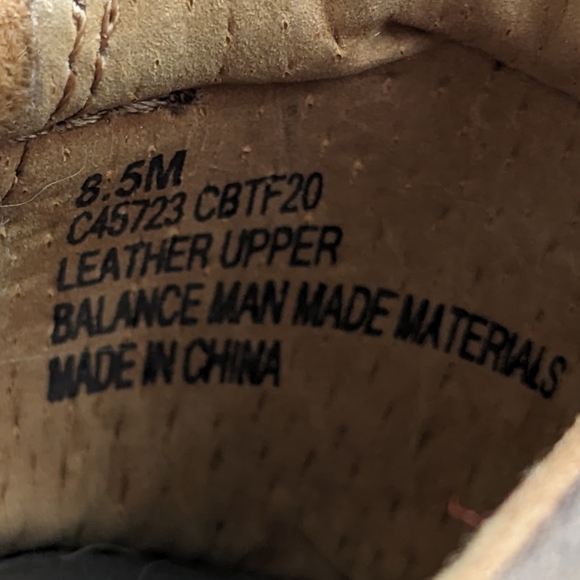 8.5M
C45723 CBTF20
LEATHER UPPER
BALANCE MAN MADE MATERIALS
MADE IN CHINA